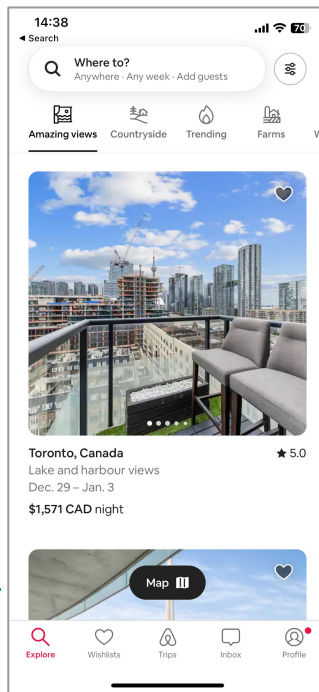 14:38
70
◀ Search
Where to?
Anywhere · Any week · Add guests
Amazing views
Countryside
Trending
Farms
Toronto, Canada
★ 5.0
Lake and harbour views
Dec. 29 – Jan. 3
$1,571 CAD night
Map
Explore
Wishlists
Trips
Inbox
Profile